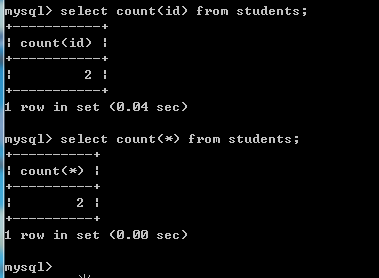 mysql> select count(id) from students;
+-----------+
| count(id) |
+-----------+
|         2 |
+-----------+
1 row in set (0.04 sec)
mysql> select count(*) from students;
+----------+
| count(*) |
+----------+
|        2 |
+----------+
1 row in set (0.00 sec)
mysql>